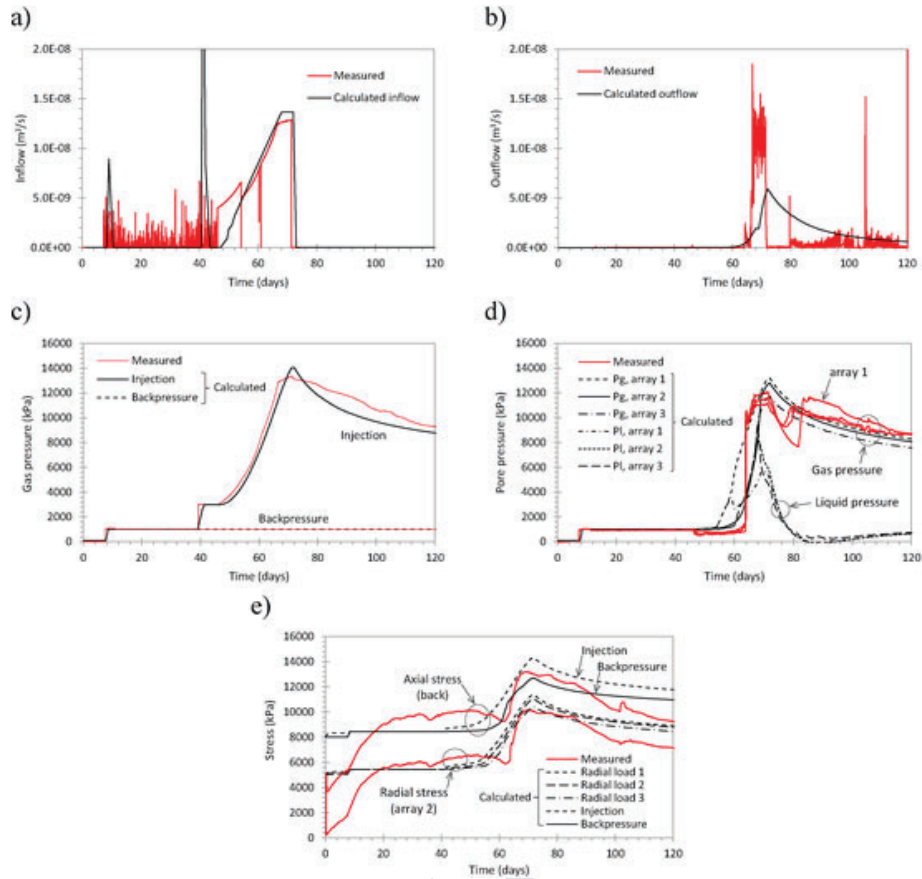 a)
2.0E-08
1.5E-08
1.0E-08
5.0E-09
0.0E+00
Inflow (m³/s)
Measured
Calculated inflow
0 20 40 60 80 100 120
Time (days)
b)
2.0E-08
1.5E-08
1.0E-08
5.0E-09
0.0E+00
Outflow (m³/s)
Measured
Calculated outflow
0 20 40 60 80 100 120
Time (days)
c)
16000
14000
12000
10000
8000
6000
4000
2000
0
Gas pressure (kPa)
Measured
Injection
Backpressure
Calculated
Injection
Backpressure
0 20 40 60 80 100 120
Time (days)
d)
16000
14000
12000
10000
8000
6000
4000
2000
0
Pore pressure (kPa)
Measured
Pg, array 1
Pg, array 2
Pg, array 3
Pl, array 1
Pl, array 2
Pl, array 3
Calculated
array 1
Gas pressure
Liquid pressure
0 20 40 60 80 100 120
Time (days)
e)
16000
14000
12000
10000
8000
6000
4000
2000
0
Stress (kPa)
Injection
Backpressure
Axial stress
(back)
Radial stress
(array 2)
Measured
Radial load 1
Radial load 2
Radial load 3
Injection
Backpressure
Calculated
0 20 40 60 80 100 120
Time (days)